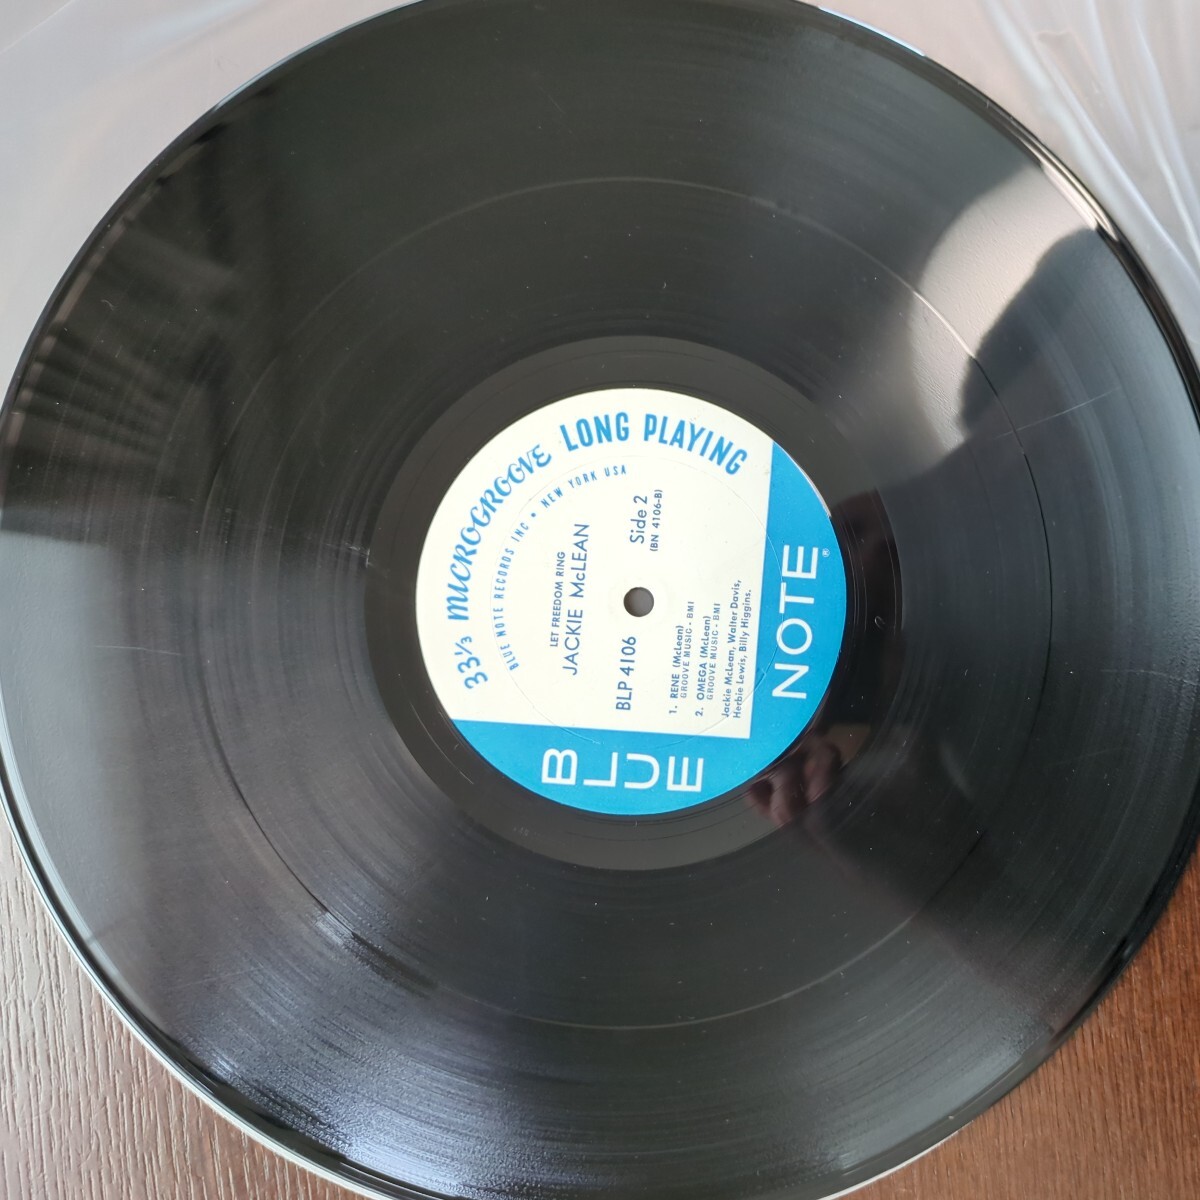 33⅓ MICROGROOVE LONG PLAYING
BLUE NOTE RECORDS INC • NEW YORK USA
LET FREEDOM RING
JACKIE McLEAN
BLP 4106
Side 2
(BN 4106-B)
1. RENE (McLean)
GROOVE MUSIC - BMI
2. OMEGA (McLean)
GROOVE MUSIC - BMI
Jackie McLean, Walter Davis,
Herbie Lewis, Billy Higgins.
BLUE
NOTE®